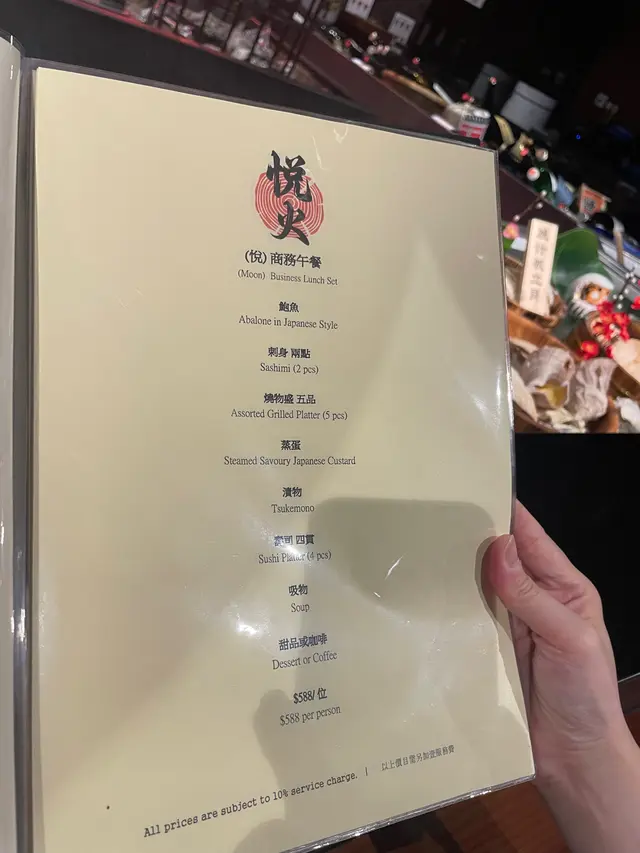 悦火
(悅) 商務午餐
(Moon) Business Lunch Set
鮑魚
Abalone in Japanese Style
刺身 兩點
Sashimi (2 pcs)
燒物盛 五品
Assorted Grilled Platter (5 pcs)
蒸蛋
Steamed Savoury Japanese Custard
漬物
Tsukemono
壽司 四貫
Sushi Platter (4 pcs)
吸物
Soup
甜品或咖啡
Dessert or Coffee
$588/ 位
$588 per person
All prices are subject to 10% service charge. | 以上價目需另加壹服務費